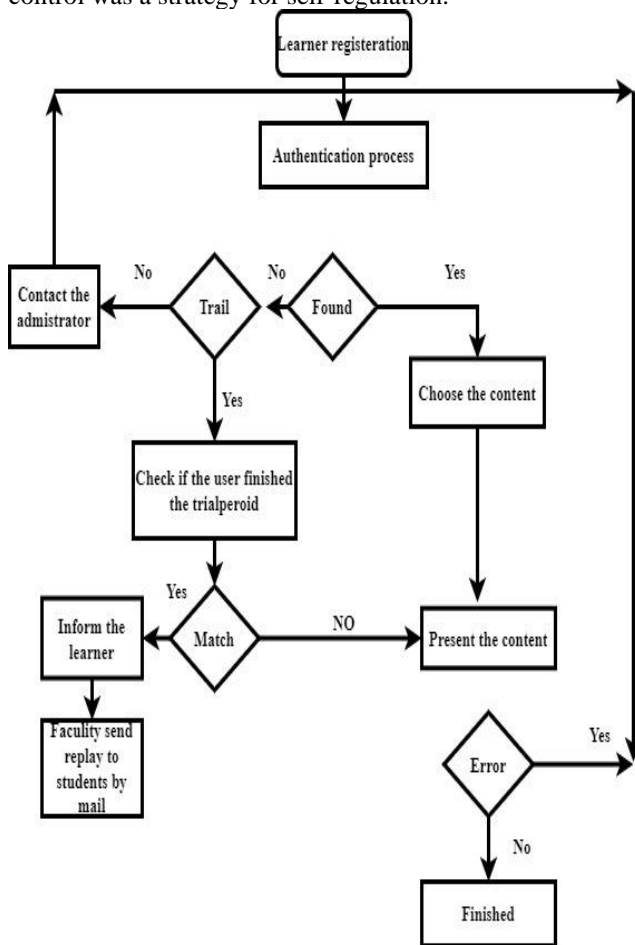 control was a strategy for self-regulation.
Learner registeration
Authentication process
No
No
Yes
Contact the
admistrator
Trail
Found
Choose the content
Yes
Check if the user finished
the trialperoid
Yes
Inform the
learner
Match
NO
Present the content
Faculity send
replay to
students by
mail
Error
Yes
No
Finished